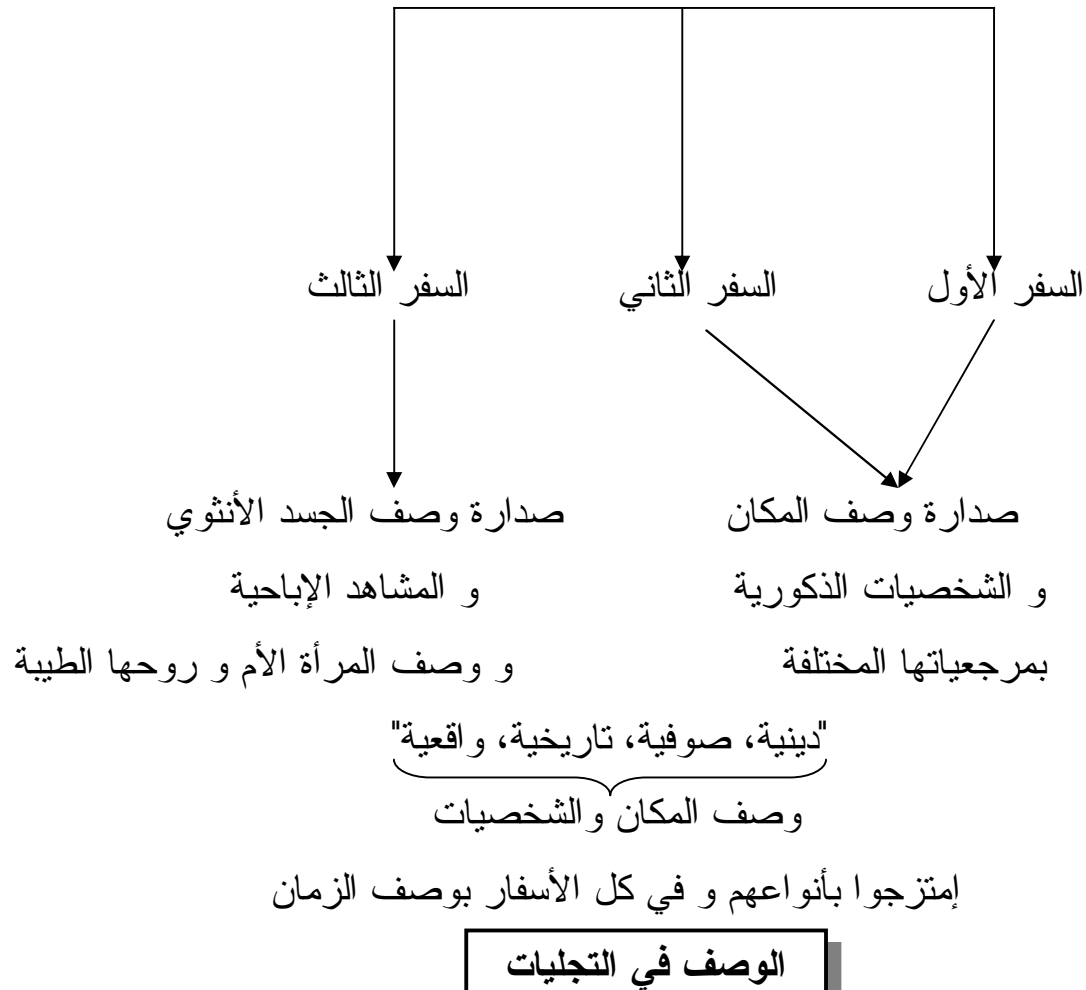 السفر الأول السفر الثاني السفر الثالث
صدارة وصف المكان صدارة وصف الجسد الأنثوي
و الشخصيات الذكورية و المشاهد الإباحية
بمرجعياتها المختلفة و وصف المرأة الأم و روحها الطيبة
"دينية، صوفية، تاريخية، واقعية"
وصف المكان والشخصيات
إمتزجوا بأنواعهم و في كل الأسفار بوصف الزمان
الوصف في التجليات